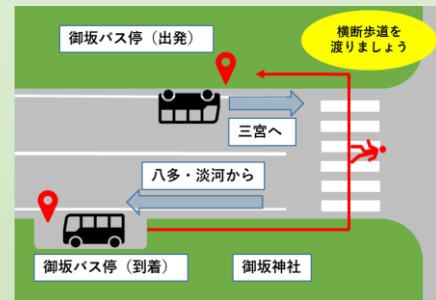 御坂バス停（出発）
横断歩道を
渡りましょう
三宮へ
八多・淡河から
御坂バス停（到着）
御坂神社